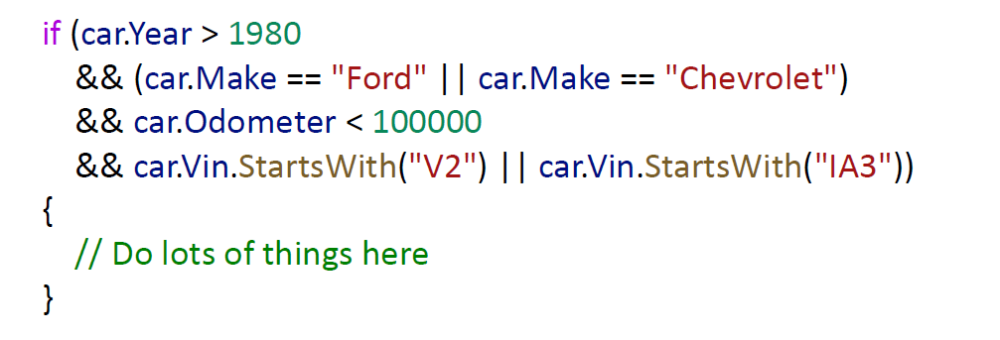 if (car.Year > 1980
&& (car.Make == "Ford" || car.Make == "Chevrolet")
&& car.Odometer < 100000
&& car.Vin.StartsWith("V2") || car.Vin.StartsWith("IA3"))
{
// Do lots of things here
}